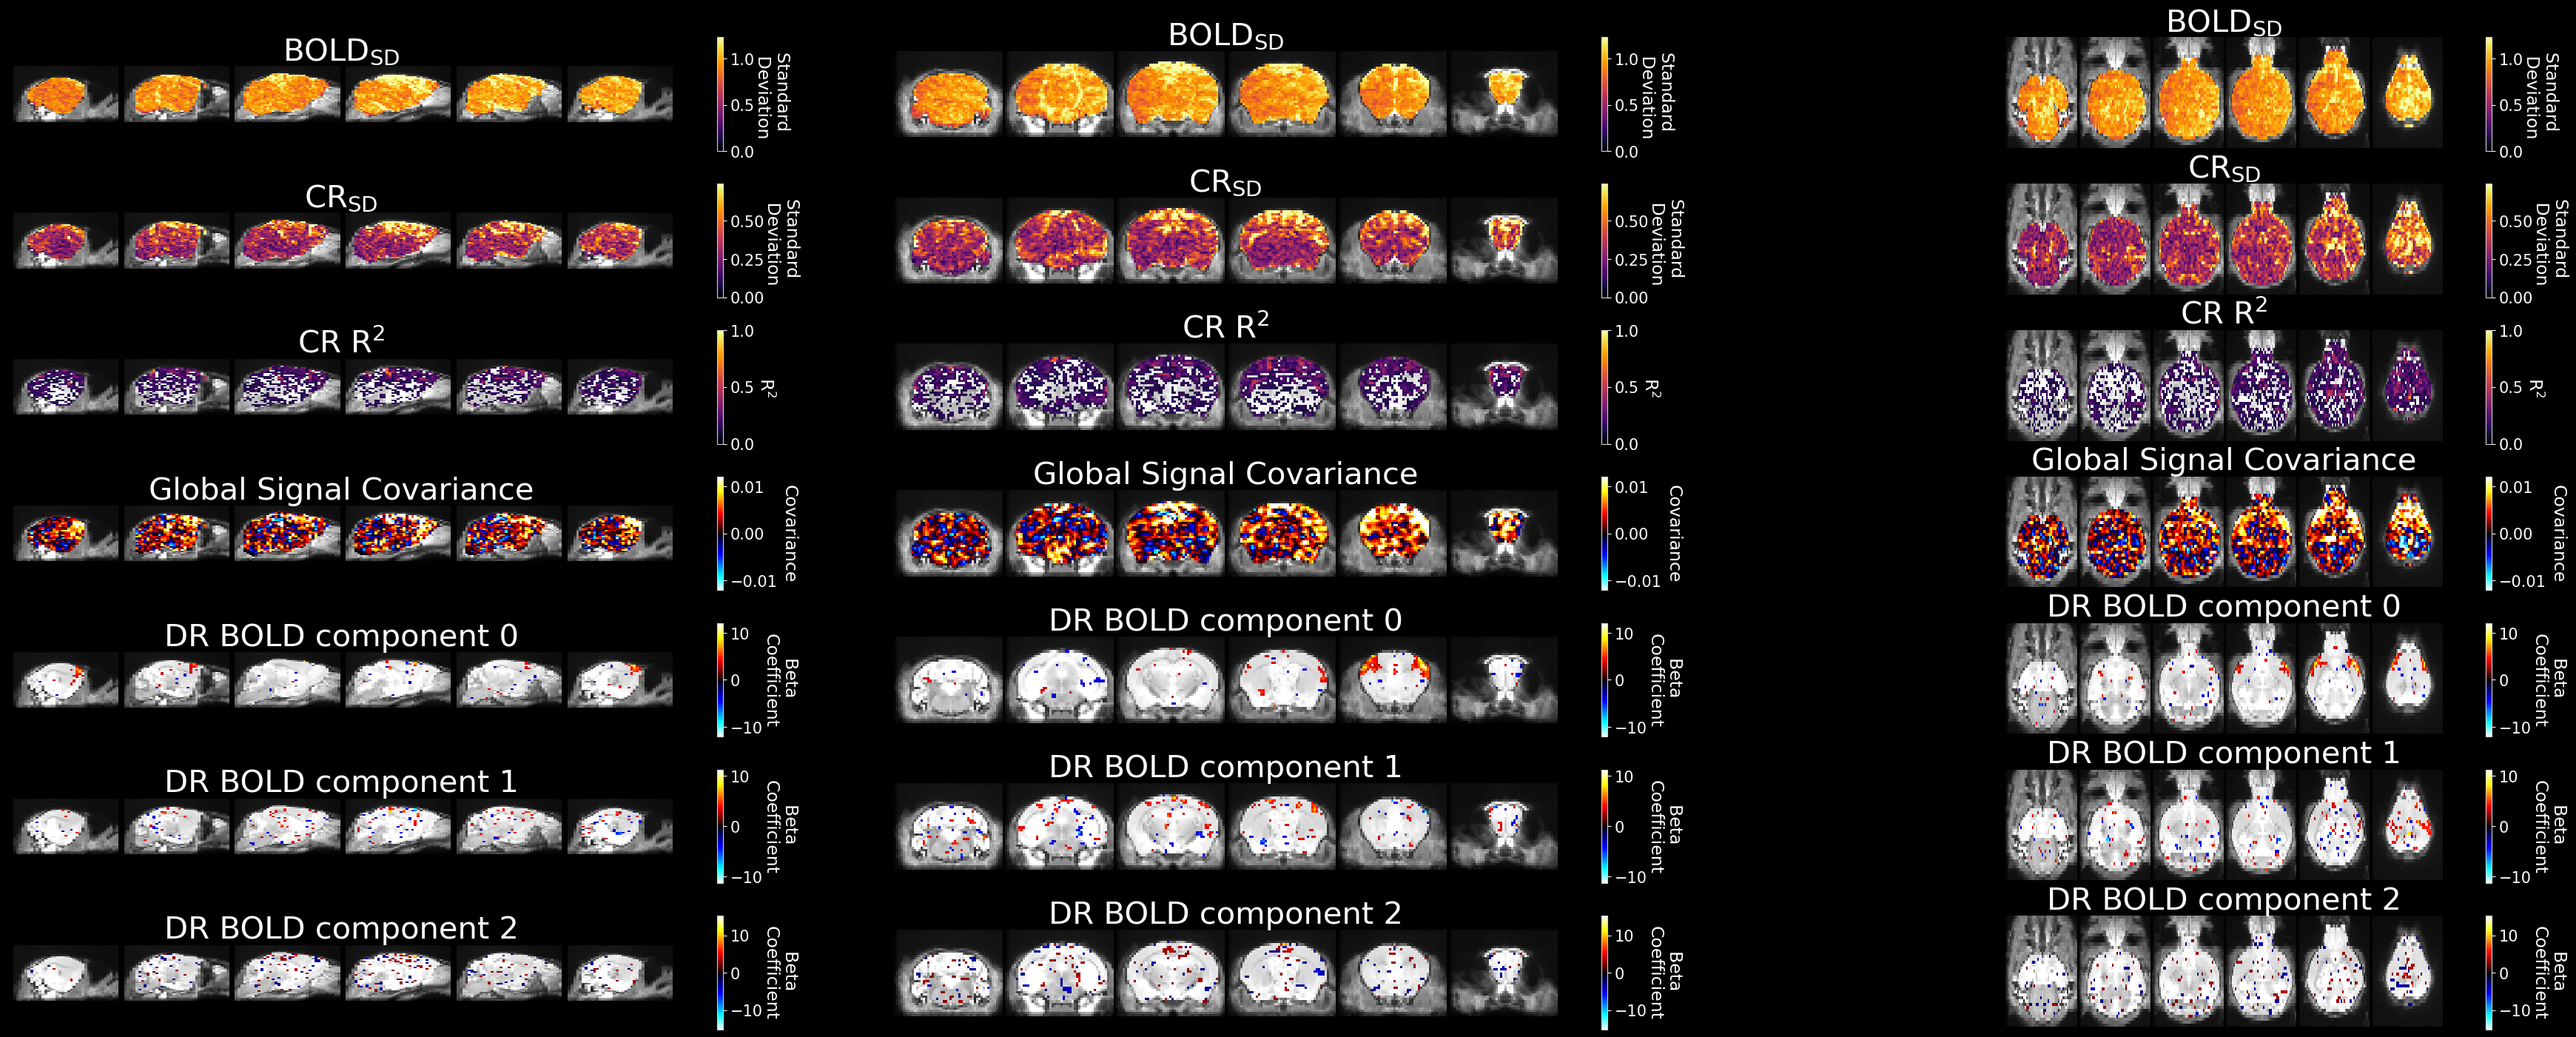 BOLD_SD
1.0
0.5
0.0
Standard
Deviation
BOLD_SD
1.0
0.5
0.0
Standard
Deviation
BOLD_SD
1.0
0.5
0.0
Standard
Deviation
CR_SD
0.50
0.25
0.00
Standard
Deviation
CR_SD
0.50
0.25
0.00
Standard
Deviation
CR_SD
0.50
0.25
0.00
Standard
Deviation
CR R²
1.0
0.5
0.0
R²
CR R²
1.0
0.5
0.0
R²
CR R²
1.0
0.5
0.0
R²
Global Signal Covariance
0.01
0.00
−0.01
Covariance
Global Signal Covariance
0.01
0.00
−0.01
Covariance
Global Signal Covariance
0.01
0.00
−0.01
Covariance
DR BOLD component 0
10
0
−10
Beta
Coefficient
DR BOLD component 0
10
0
−10
Beta
Coefficient
DR BOLD component 0
10
0
−10
Beta
Coefficient
DR BOLD component 1
10
0
−10
Beta
Coefficient
DR BOLD component 1
10
0
−10
Beta
Coefficient
DR BOLD component 1
10
0
−10
Beta
Coefficient
DR BOLD component 2
10
0
−10
Beta
Coefficient
DR BOLD component 2
10
0
−10
Beta
Coefficient
DR BOLD component 2
10
0
−10
Beta
Coefficient